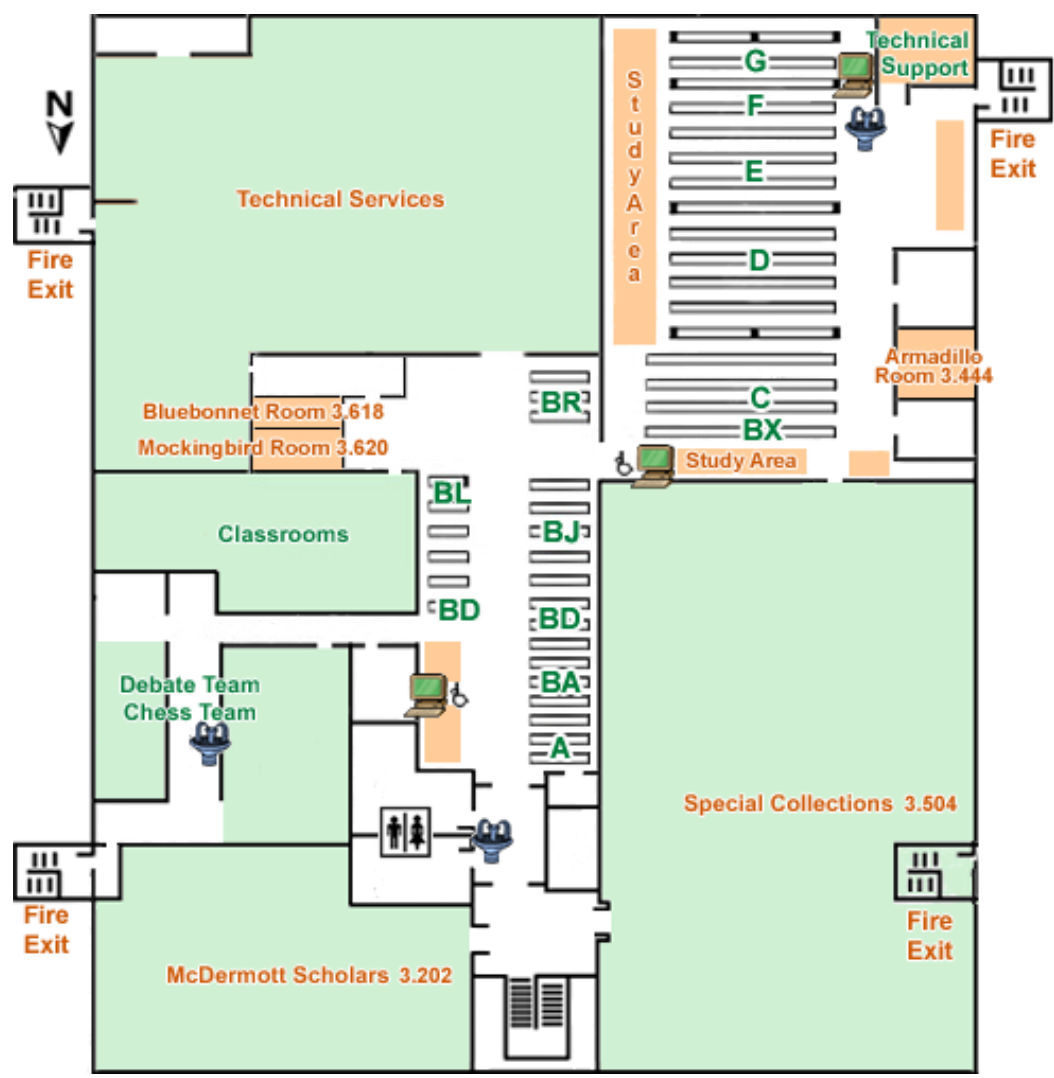 Technical
Support
G
Study Area
F
N
Fire
Exit
E
Technical Services
D
Fire
Exit
Armadillo
Room 3.444
C
BR
Bluebonnet Room 3.618
BX
Mockingbird Room 3.620
Study Area
BL
Classrooms
BJ
BD
BD
Debate Team
Chess Team
BA
A
Special Collections 3.504
Fire
Exit
Fire
Exit
McDermott Scholars 3.202